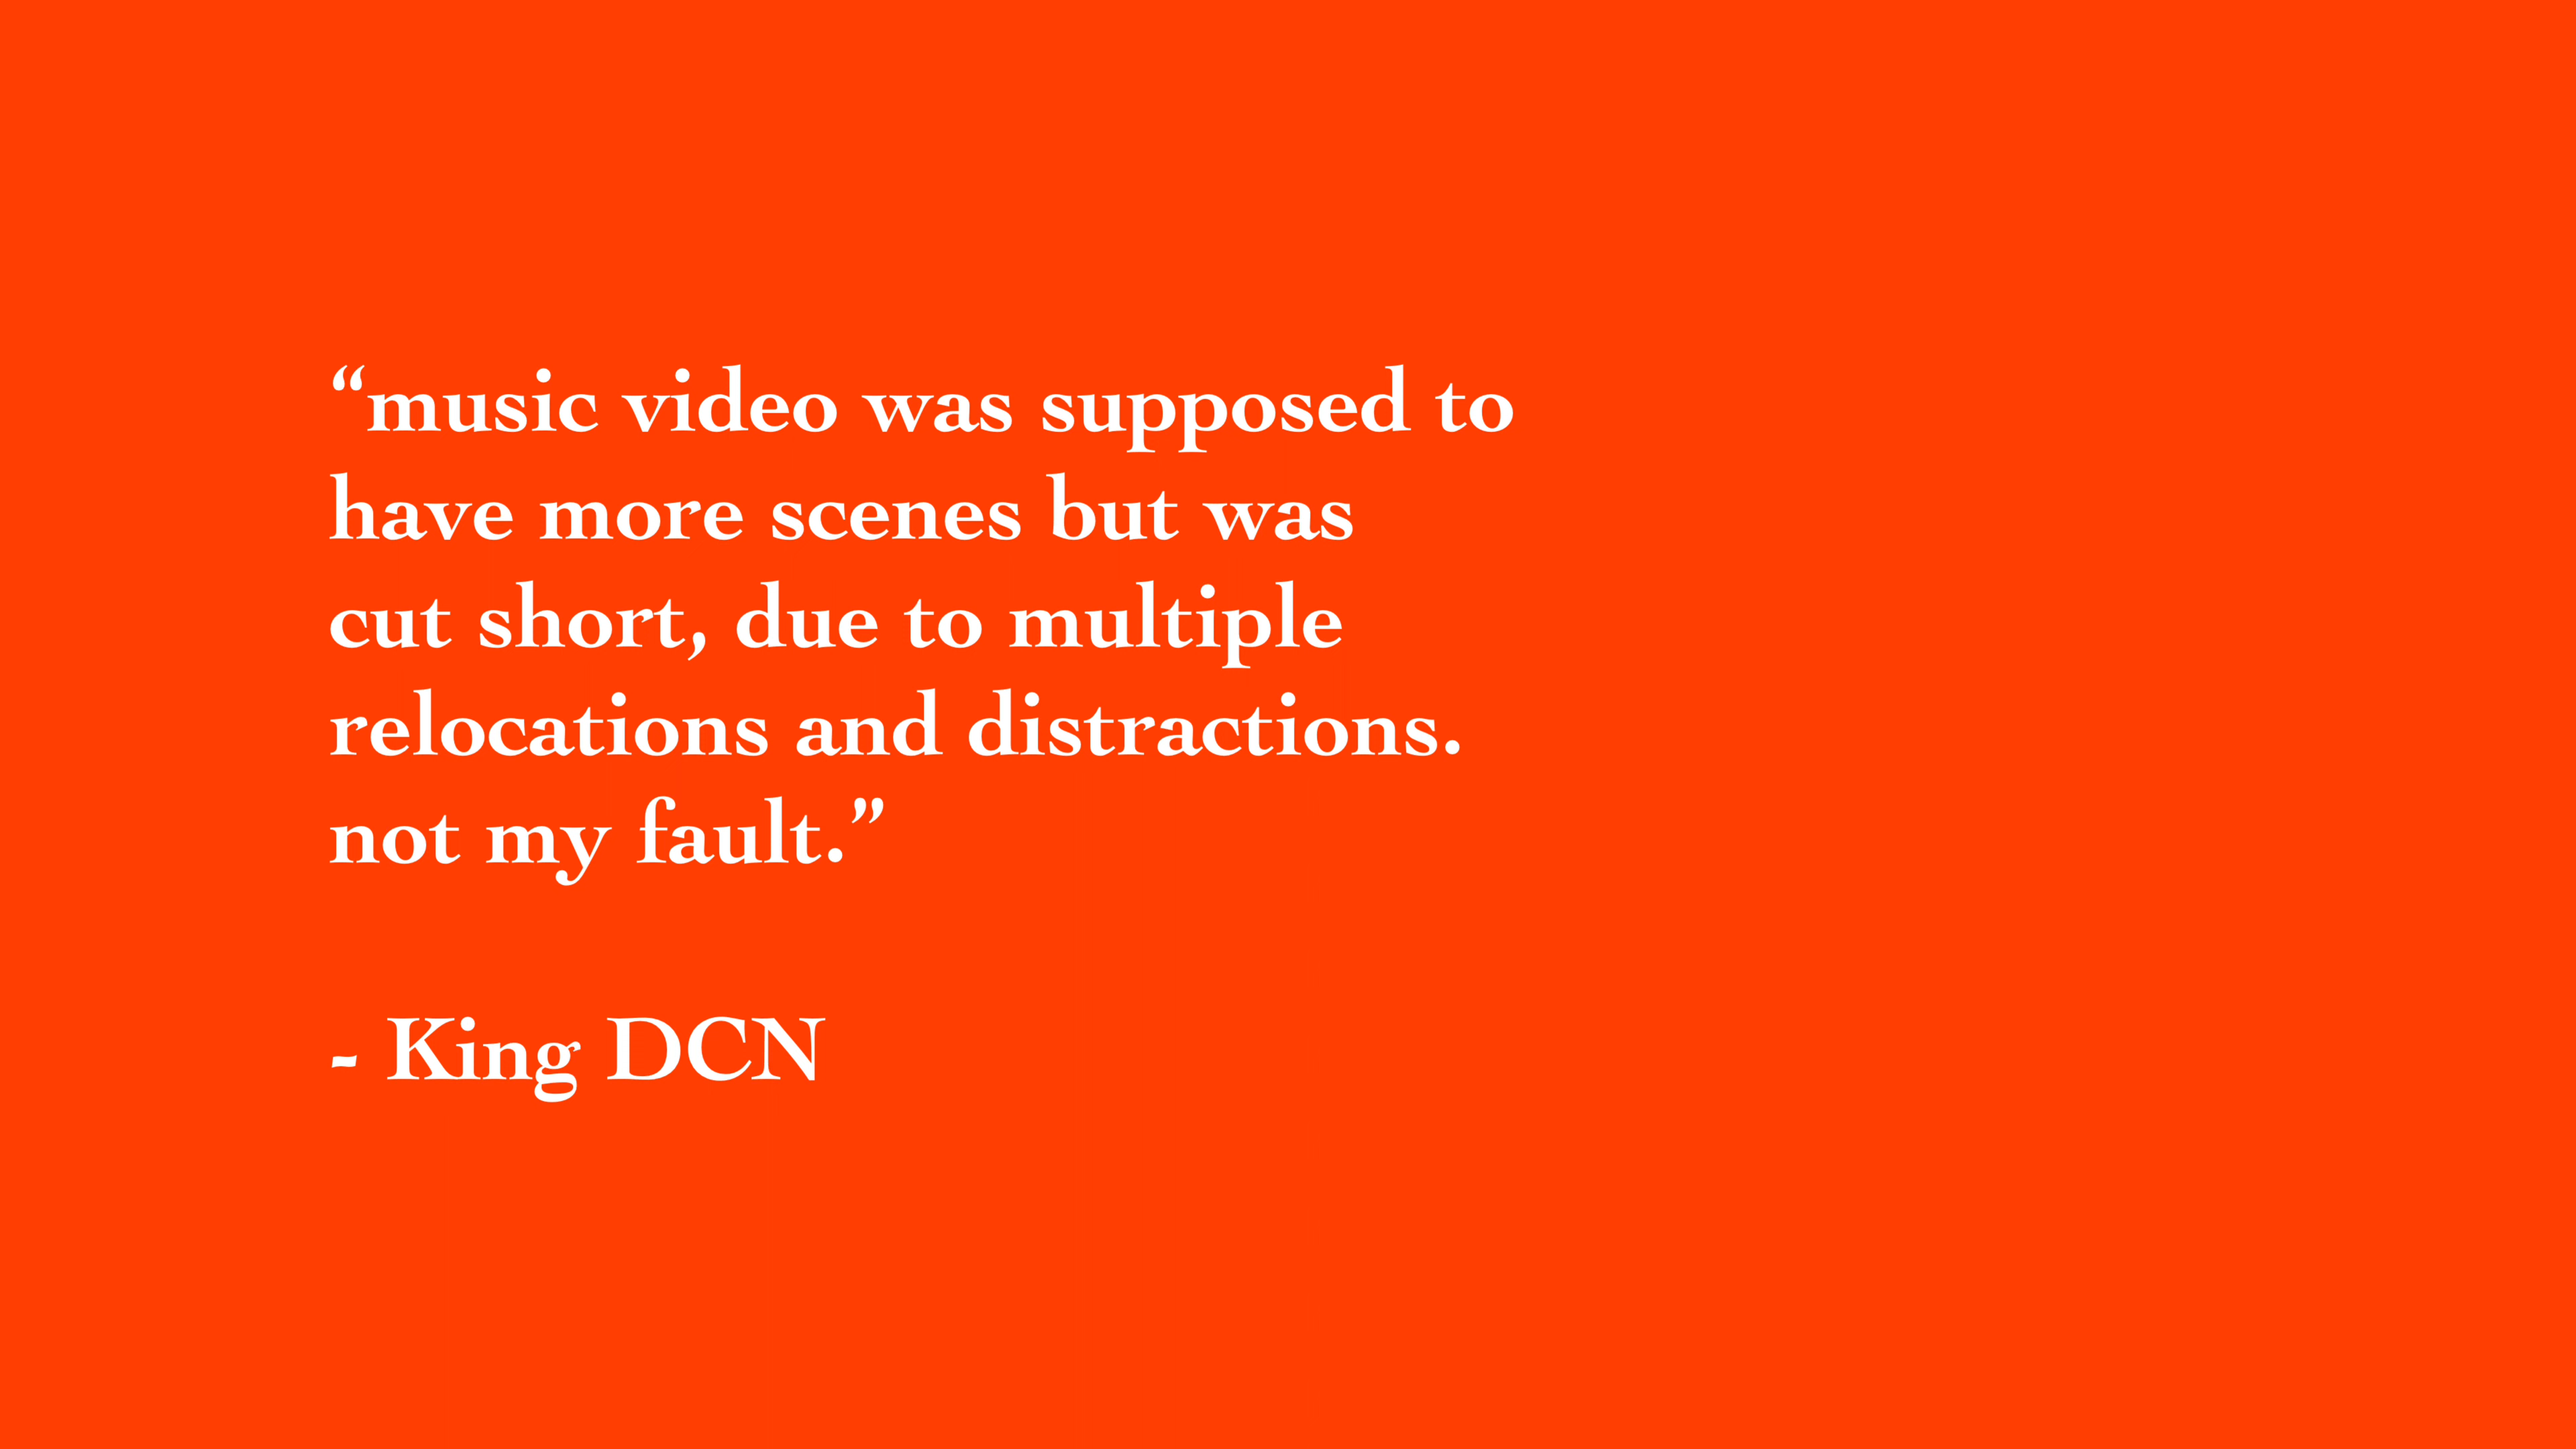 “music video was supposed to
have more scenes but was
cut short, due to multiple
relocations and distractions.
not my fault.”
- King DCN